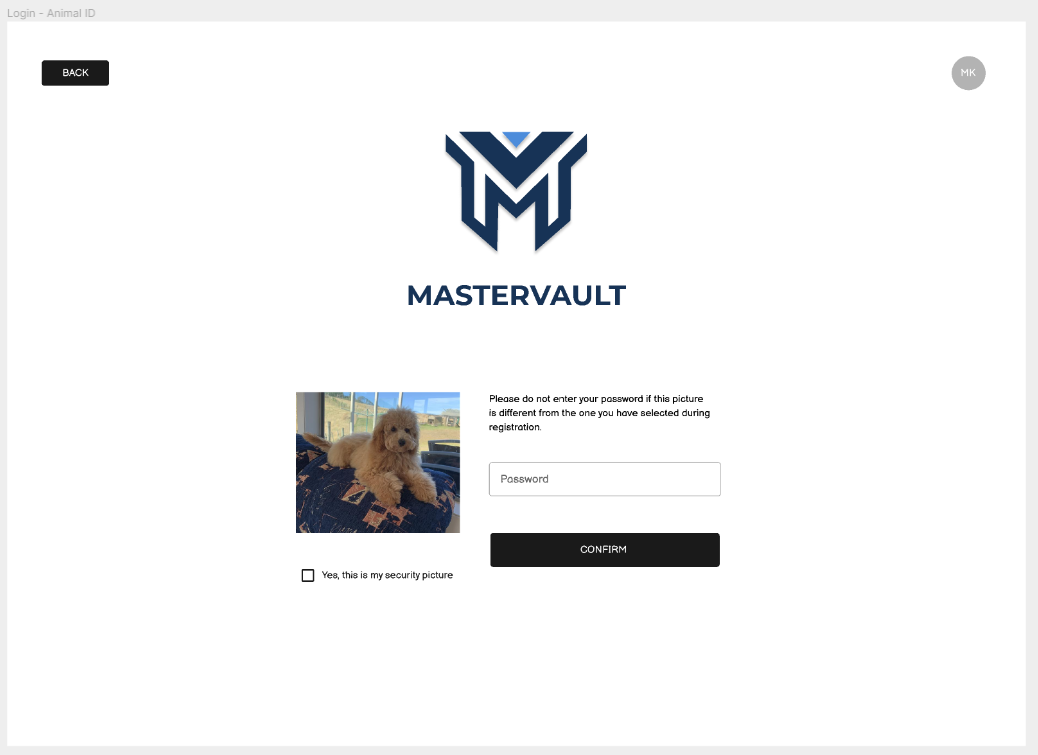 Login - Animal ID
BACK
MK
MASTERVAULT
Please do not enter your password if this picture
is different from the one you have selected during
registration.
Password
CONFIRM
Yes, this is my security picture